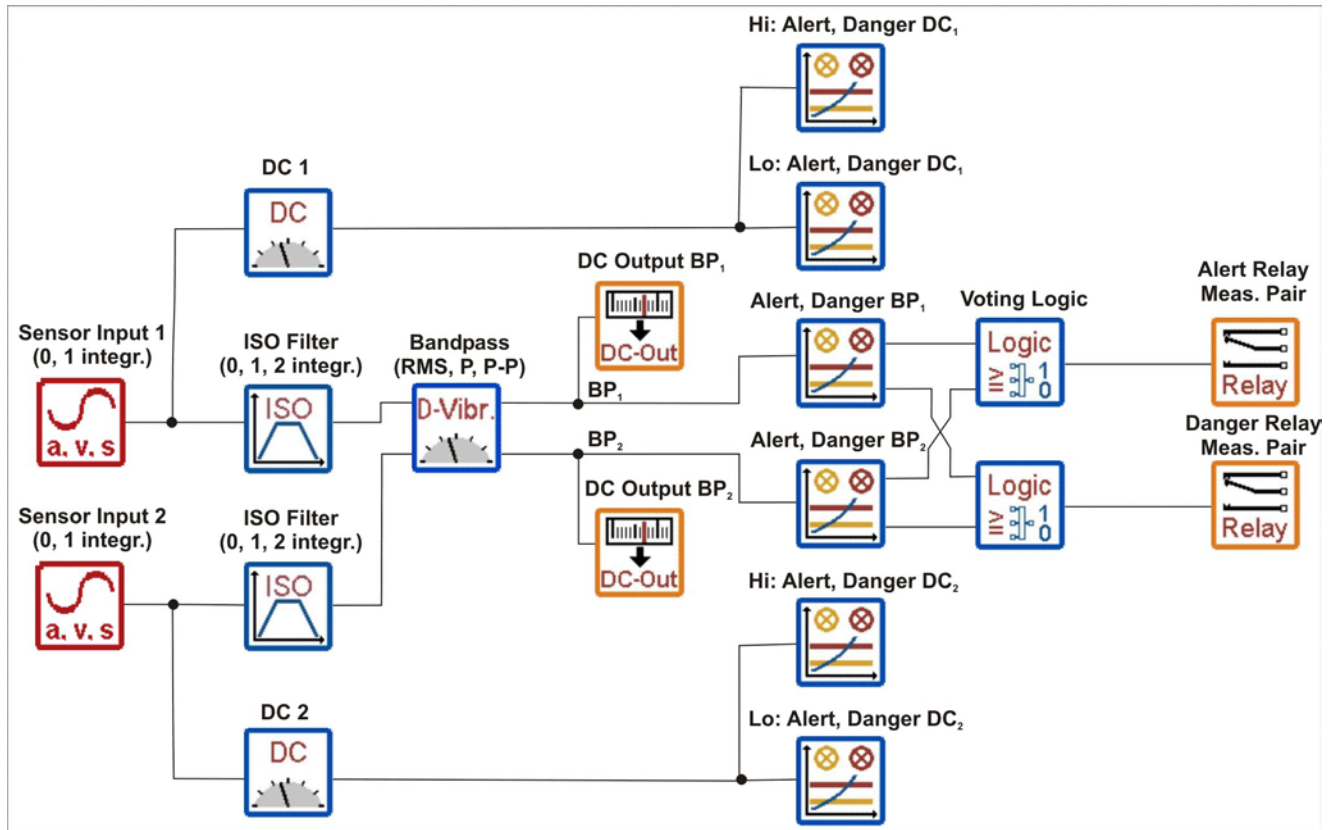 Hi: Alert, Danger DC₁
DC 1
DC
Lo: Alert, Danger DC₁
DC Output BP₁
DC-Out
Alert, Danger BP₁
Voting Logic
Logic
≥
1
0
Alert Relay
Meas. Pair
Relay
Sensor Input 1
(0, 1 integr.)
a, v, s
ISO Filter
(0, 1, 2 integr.)
ISO
Bandpass
(RMS, P, P-P)
D-Vibr.
BP₁
BP₂
Alert, Danger BP₂
Logic
≥
1
0
Danger Relay
Meas. Pair
Relay
DC Output BP₂
DC-Out
Sensor Input 2
(0, 1 integr.)
a, v, s
ISO Filter
(0, 1, 2 integr.)
ISO
Hi: Alert, Danger DC₂
DC 2
DC
Lo: Alert, Danger DC₂